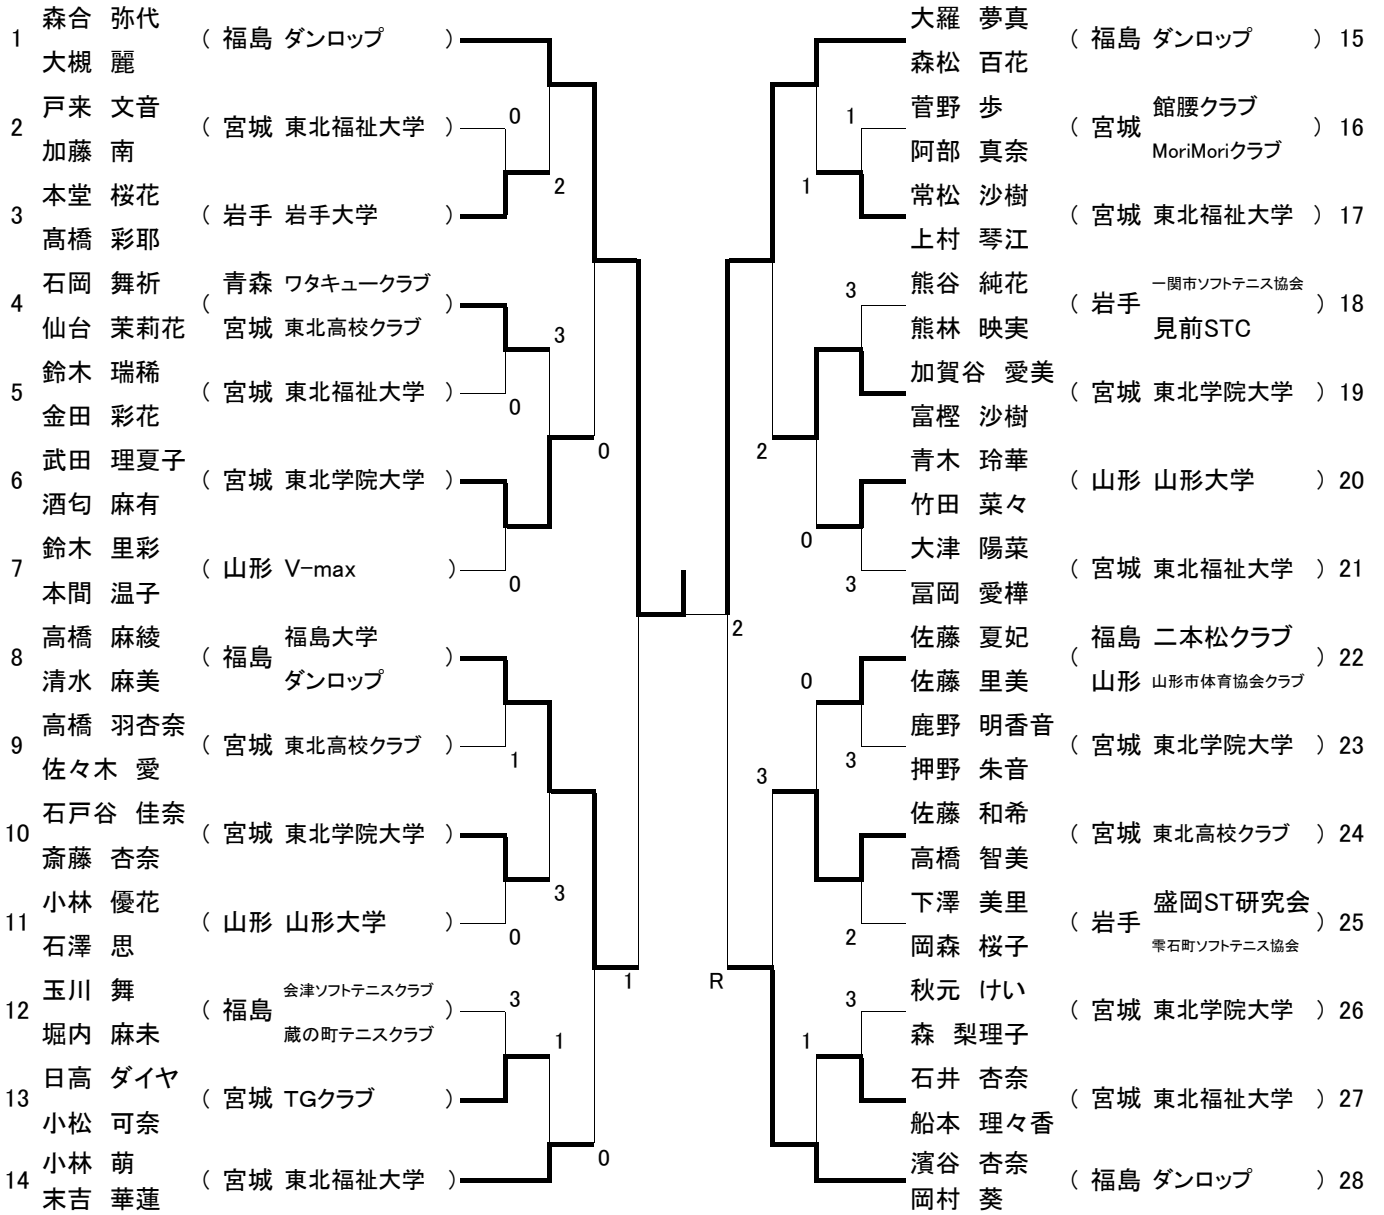 森合 弥代
1 ( 福島 ダンロップ )
大槻 麗
戸来 文音
2 ( 宮城 東北福祉大学 ) 0
加藤 南
本堂 桜花 2
3 ( 岩手 岩手大学 )
髙橋 彩耶
石岡 舞祈 青森 ワタキュークラブ
4 ( )
仙台 茉莉花 宮城 東北高校クラブ 3
鈴木 瑞稀
5 ( 宮城 東北福祉大学 ) 0
金田 彩花
武田 理夏子 0
6 ( 宮城 東北学院大学 )
酒匂 麻有
鈴木 里彩
7 ( 山形 V-max ) 0
本間 温子
高橋 麻綾 福島大学
8 ( 福島 )
清水 麻美 ダンロップ
高橋 羽杏奈
9 ( 宮城 東北高校クラブ ) 1
佐々木 愛
石戸谷 佳奈
10 ( 宮城 東北学院大学 )
斎藤 杏奈
小林 優花 3
11 ( 山形 山形大学 ) 0
石澤 思
玉川 舞 会津ソフトテニスクラブ 1
12 ( 福島 ) 3
堀内 麻未 蔵の町テニスクラブ 1
日高 ダイヤ
13 ( 宮城 TGクラブ )
小松 可奈
小林 萌 0
14 ( 宮城 東北福祉大学 )
末吉 華蓮
大羅 夢真
( 福島 ダンロップ ) 15
森松 百花
菅野 歩 館腰クラブ
1 ( 宮城 ) 16
阿部 真奈 MoriMoriクラブ
1 常松 沙樹
( 宮城 東北福祉大学 ) 17
上村 琴江
熊谷 純花 一関市ソフトテニス協会
3 ( 岩手 ) 18
熊林 映実 見前STC
加賀谷 愛美
( 宮城 東北学院大学 ) 19
富樫 沙樹
2 青木 玲華
( 山形 山形大学 ) 20
竹田 菜々
0 大津 陽菜
3 ( 宮城 東北福祉大学 ) 21
冨岡 愛樺
2 佐藤 夏妃 福島 二本松クラブ
0 ( ) 22
佐藤 里美 山形 山形市体育協会クラブ
鹿野 明香音
3 ( 宮城 東北学院大学 ) 23
押野 朱音
3 佐藤 和希
( 宮城 東北高校クラブ ) 24
高橋 智美
下澤 美里 盛岡ST研究会
2 ( 岩手 ) 25
岡森 桜子 雫石町ソフトテニス協会
R 秋元 けい
3 ( 宮城 東北学院大学 ) 26
森 梨理子
1 石井 杏奈
( 宮城 東北福祉大学 ) 27
船本 理々香
濱谷 杏奈
( 福島 ダンロップ ) 28
岡村 葵